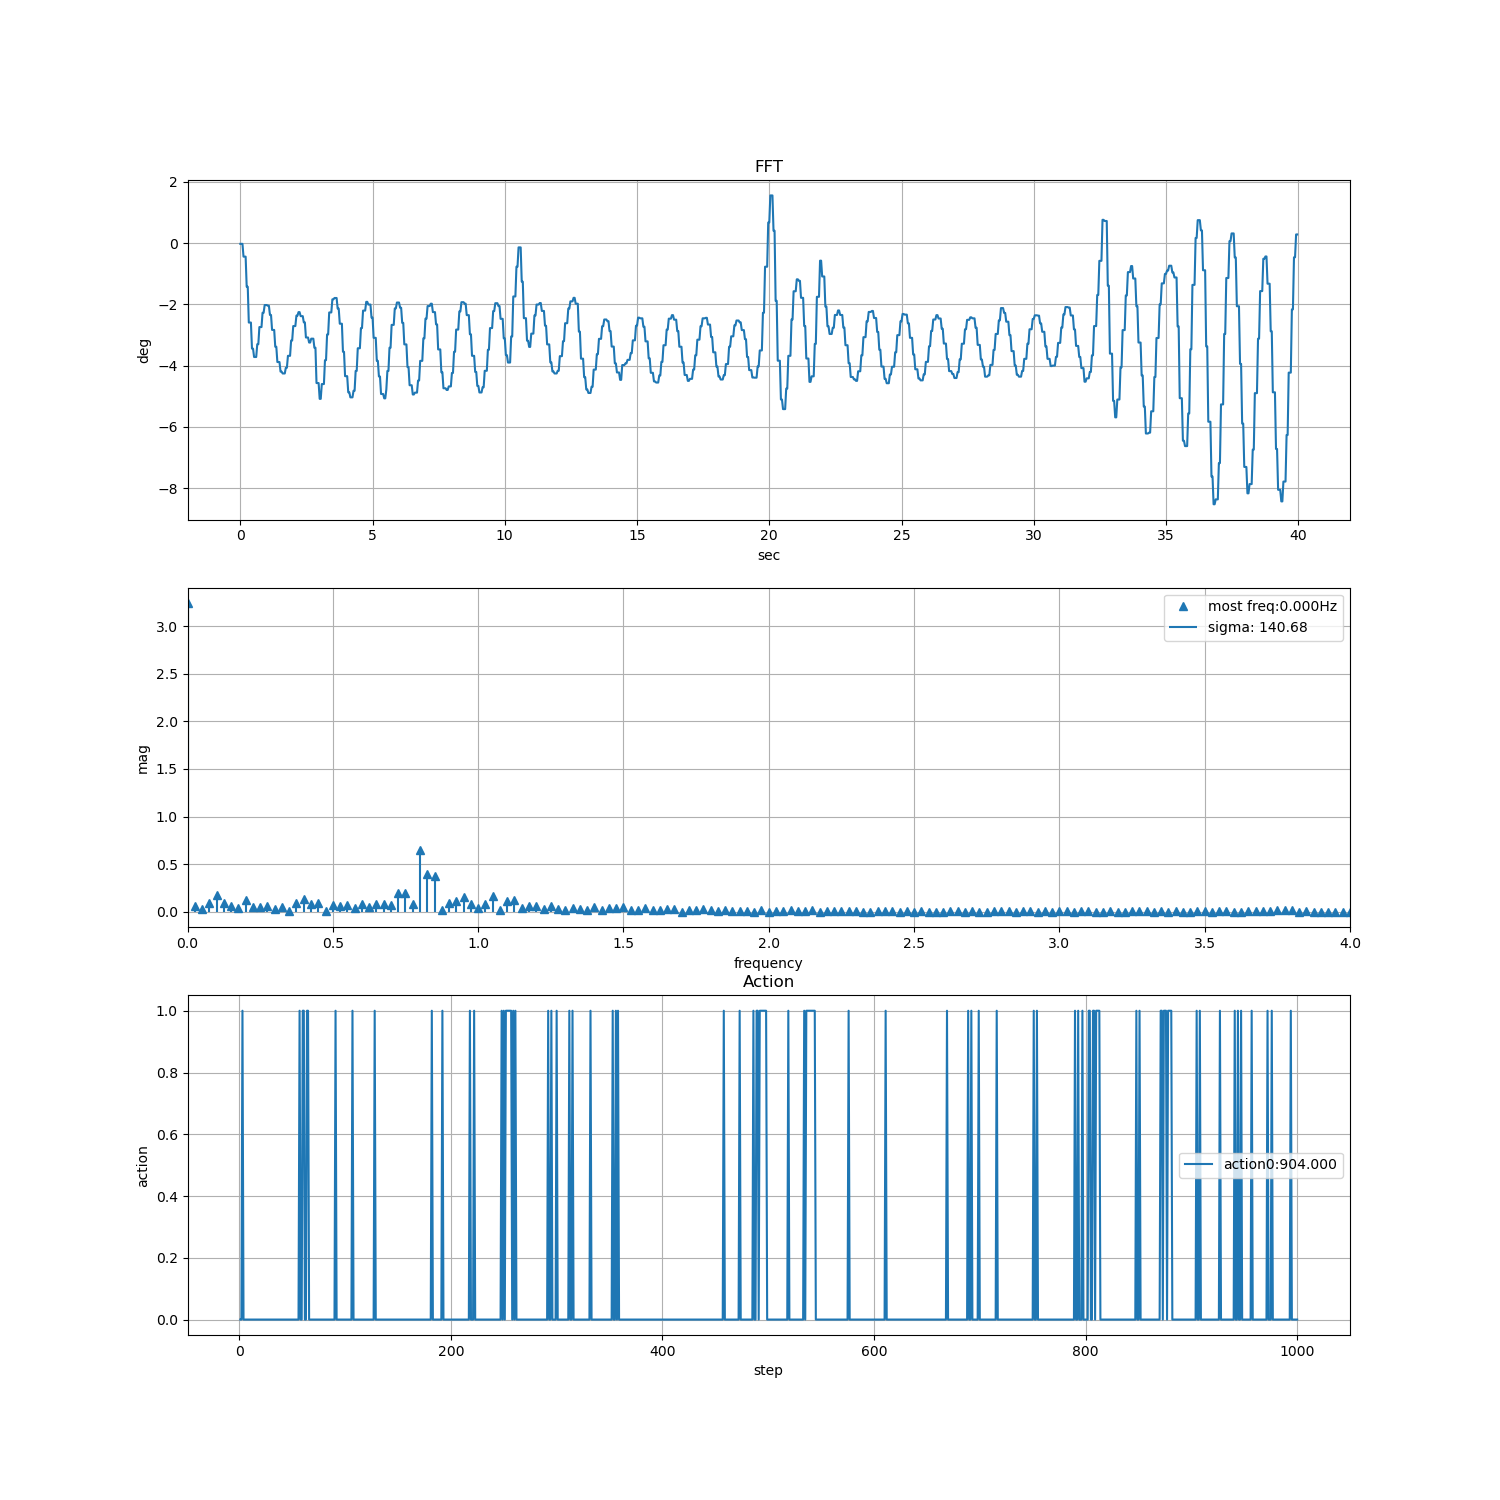 FFT
2
0
−2
−4
−6
−8
deg
0 5 10 15 20 25 30 35 40
sec
most freq:0.000Hz
sigma: 140.68
3.0
2.5
2.0
1.5
1.0
0.5
0.0
mag
0.0 0.5 1.0 1.5 2.0 2.5 3.0 3.5 4.0
frequency
Action
1.0
0.8
0.6
0.4
0.2
0.0
action
action0:904.000
0 200 400 600 800 1000
step